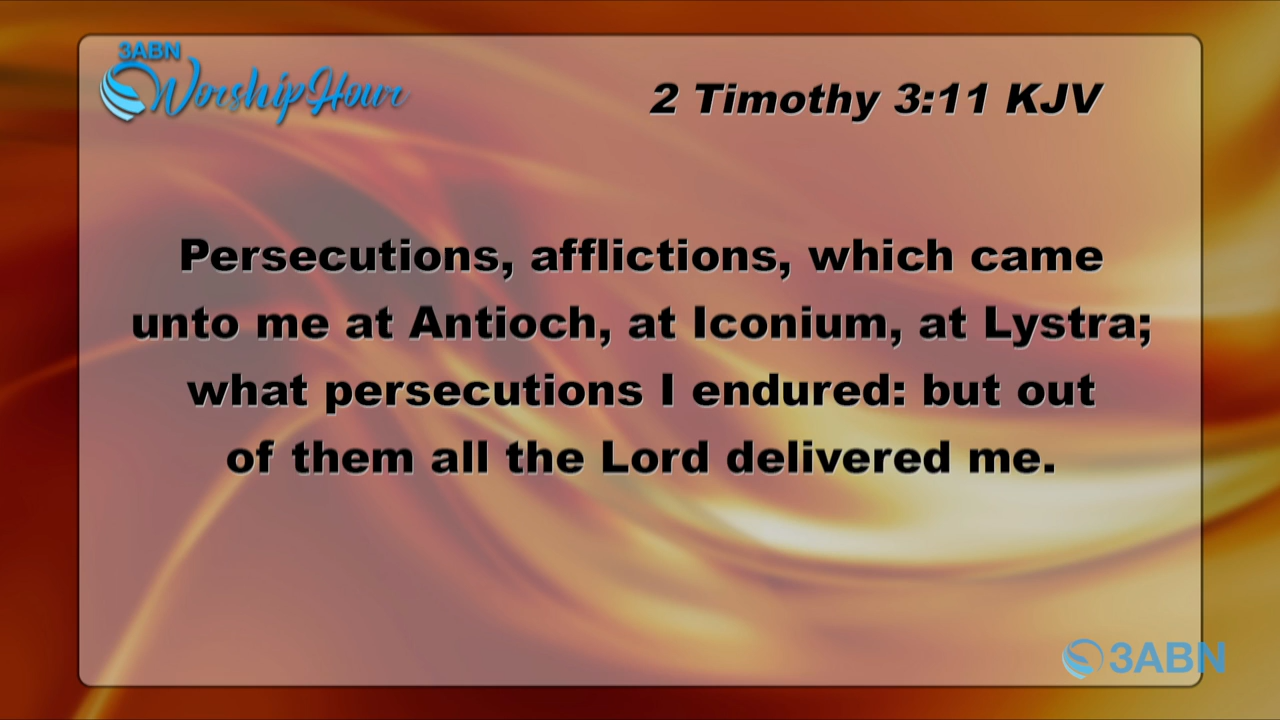 3ABN
Worship Hour
2 Timothy 3:11 KJV
Persecutions, afflictions, which came
unto me at Antioch, at Iconium, at Lystra;
what persecutions I endured: but out
of them all the Lord delivered me.
3ABN